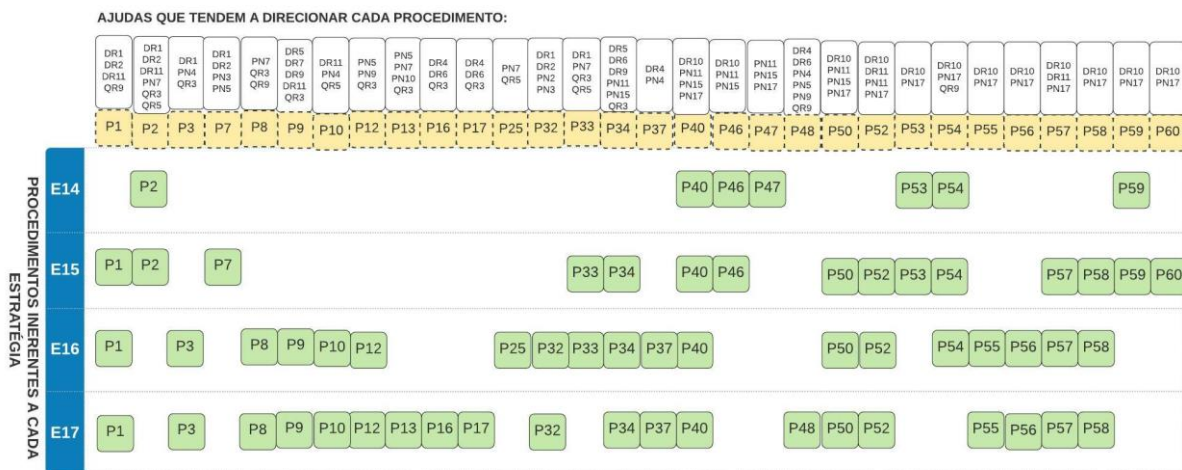 AJUDAS QUE TENDEM A DIRECIONAR CADA PROCEDIMENTO:
DR1
DR2
DR11
QR9
DR1
DR2
DR11
PN7
QR3
QR5
DR1
PN4
QR3
DR1
DR2
PN3
PN5
PN7
QR3
QR9
DR5
DR7
DR9
DR11
QR3
DR11
PN4
QR5
PN5
PN9
QR3
PN5
PN7
PN10
QR3
DR4
DR6
QR3
DR4
DR6
QR3
PN7
QR5
DR1
DR2
PN2
PN3
DR1
PN7
QR3
QR5
DR5
DR6
DR9
PN11
PN15
QR3
DR4
PN4
DR10
PN11
PN15
PN17
DR10
PN11
PN15
PN11
PN15
PN17
DR4
DR6
PN4
PN5
PN9
QR9
DR10
PN11
PN15
PN17
DR10
DR11
PN11
PN17
DR10
PN17
DR10
PN17
QR9
DR10
PN17
DR10
PN17
DR10
DR11
PN17
DR10
PN17
DR10
PN17
DR10
PN17
P1 P2 P3 P7 P8 P9 P10 P12 P13 P16 P17 P25 P32 P33 P34 P37 P40 P46 P47 P48 P50 P52 P53 P54 P55 P56 P57 P58 P59 P60
PROCEDIMENTOS INERENTES A CADA
ESTRATÉGIA
E14 P2 P40 P46 P47 P53 P54 P59
E15 P1 P2 P7 P33 P34 P40 P46 P50 P52 P53 P54 P57 P58 P59 P60
E16 P1 P3 P8 P9 P10 P12 P25 P32 P33 P34 P37 P40 P50 P52 P54 P55 P56 P57 P58
E17 P1 P3 P8 P9 P10 P12 P13 P16 P17 P32 P34 P37 P40 P48 P50 P52 P55 P56 P57 P58